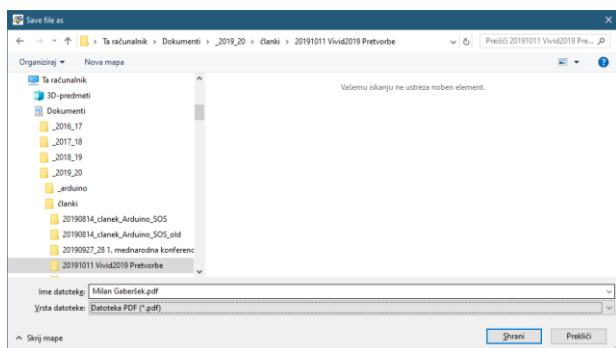 Save file as
Ta računalnik > Dokumenti > _2019_20 > članki > 20191011 Vivid2019 Pretvorbe
Preišči 20191011 Vivid2019 Pre...
Organiziraj
Nova mapa
Ta računalnik
3D-predmeti
Dokumenti
_2016_17
_2017_18
_2018_19
_2019_20
_arduino
članki
20190814_clanek_Arduino_SOS
20190814_clanek_Arduino_SOS_old
20190927_28 1. mednarodna konferenc
20191011 Vivid2019 Pretvorbe
Vašemu iskanju ne ustreza noben element.
Ime datoteke: Milan Gaberšek.pdf
Vrsta datoteke: Datoteka PDF (*.pdf)
Skrij mape
Shrani
Prekliči